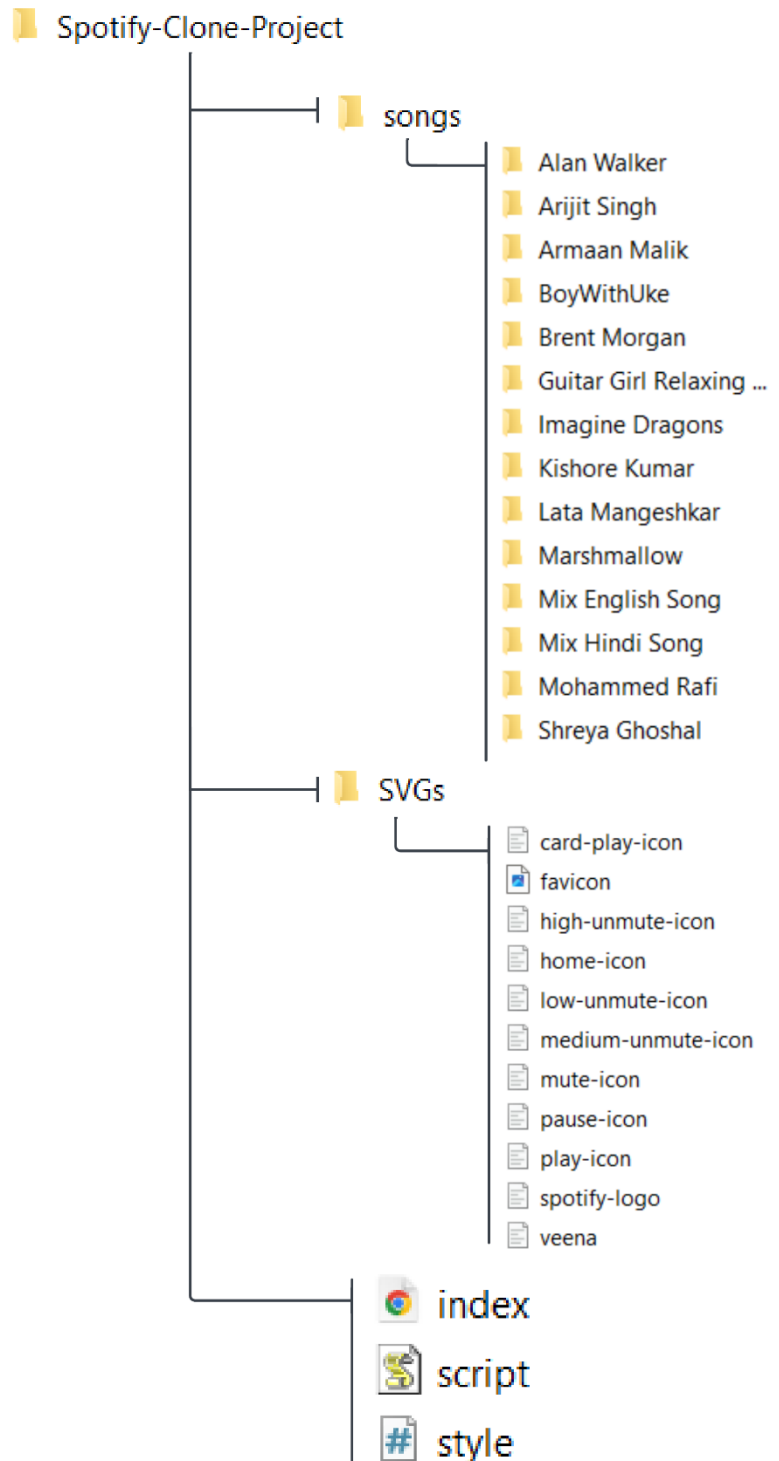 Spotify-Clone-Project
songs
Alan Walker
Arijit Singh
Armaan Malik
BoyWithUke
Brent Morgan
Guitar Girl Relaxing ...
Imagine Dragons
Kishore Kumar
Lata Mangeshkar
Marshmallow
Mix English Song
Mix Hindi Song
Mohammed Rafi
Shreya Ghoshal
SVGs
card-play-icon
favicon
high-unmute-icon
home-icon
low-unmute-icon
medium-unmute-icon
mute-icon
pause-icon
play-icon
spotify-logo
veena
index
script
style